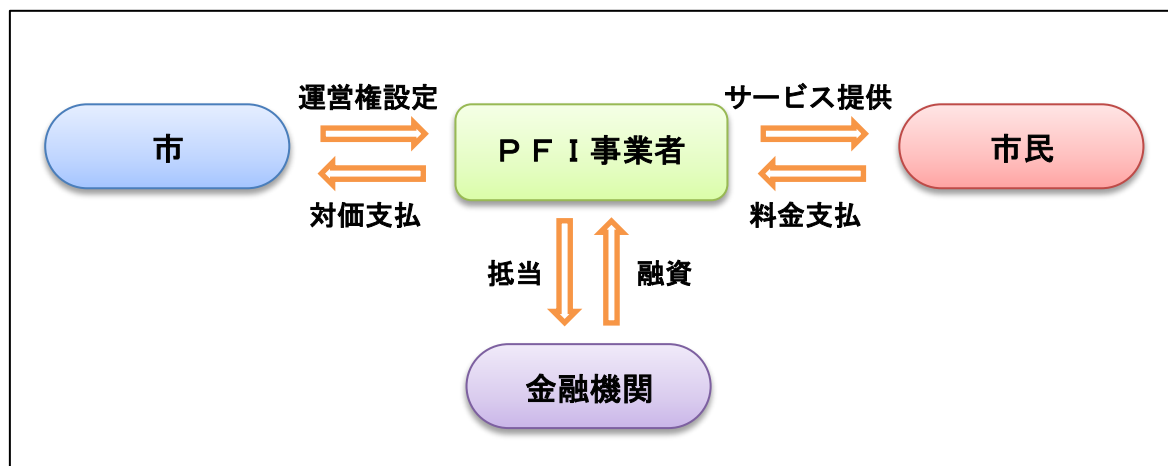 運営権設定
サービス提供
市
ＰＦＩ事業者
市民
対価支払
料金支払
抵当
融資
金融機関